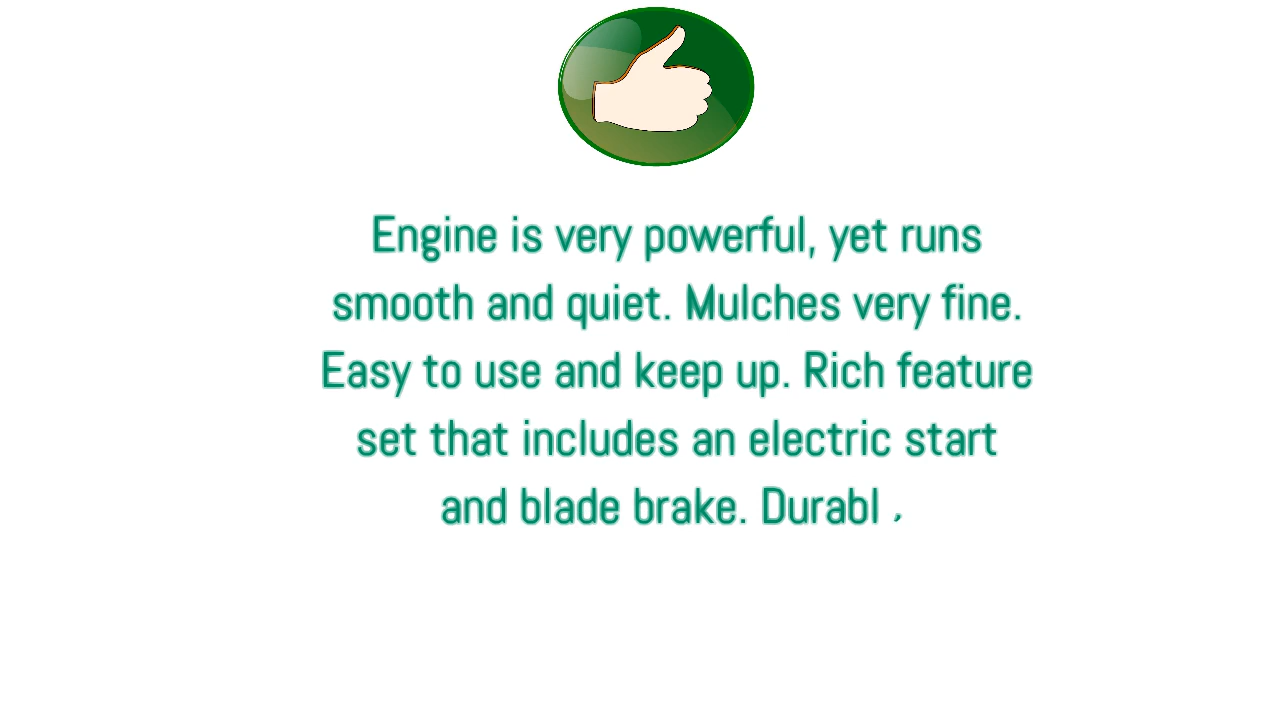 Engine is very powerful, yet runs
smooth and quiet. Mulches very fine.
Easy to use and keep up. Rich feature
set that includes an electric start
and blade brake. Durabl